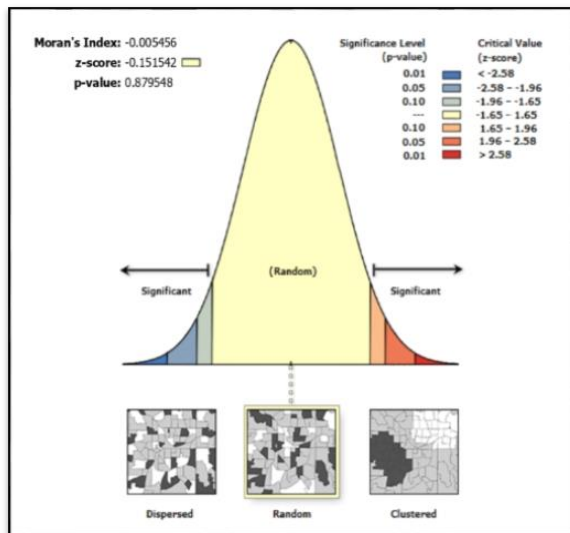 Moran's Index: -0.005456
z-score: -0.151542
p-value: 0.879548
Significance Level Critical Value
(p-value) (z-score)
0.01 < -2.58
0.05 -2.58 – -1.96
0.10 -1.96 – -1.65
---- -1.65 – 1.65
0.10 1.65 – 1.96
0.05 1.96 – 2.58
0.01 > 2.58
(Random)
Significant Significant
Dispersed Random Clustered